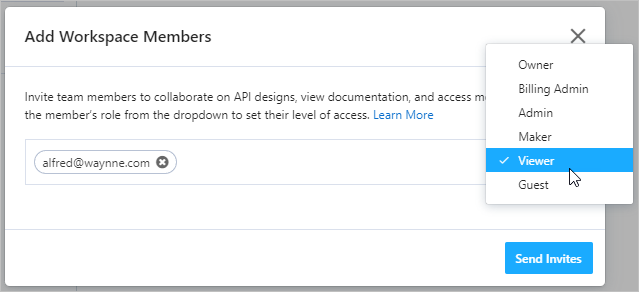 Add Workspace Members
Owner
Billing Admin
Admin
Maker
Viewer
Guest
Invite team members to collaborate on API designs, view documentation, and access
the member's role from the dropdown to set their level of access. Learn More
alfred@waynne.com
Send Invites